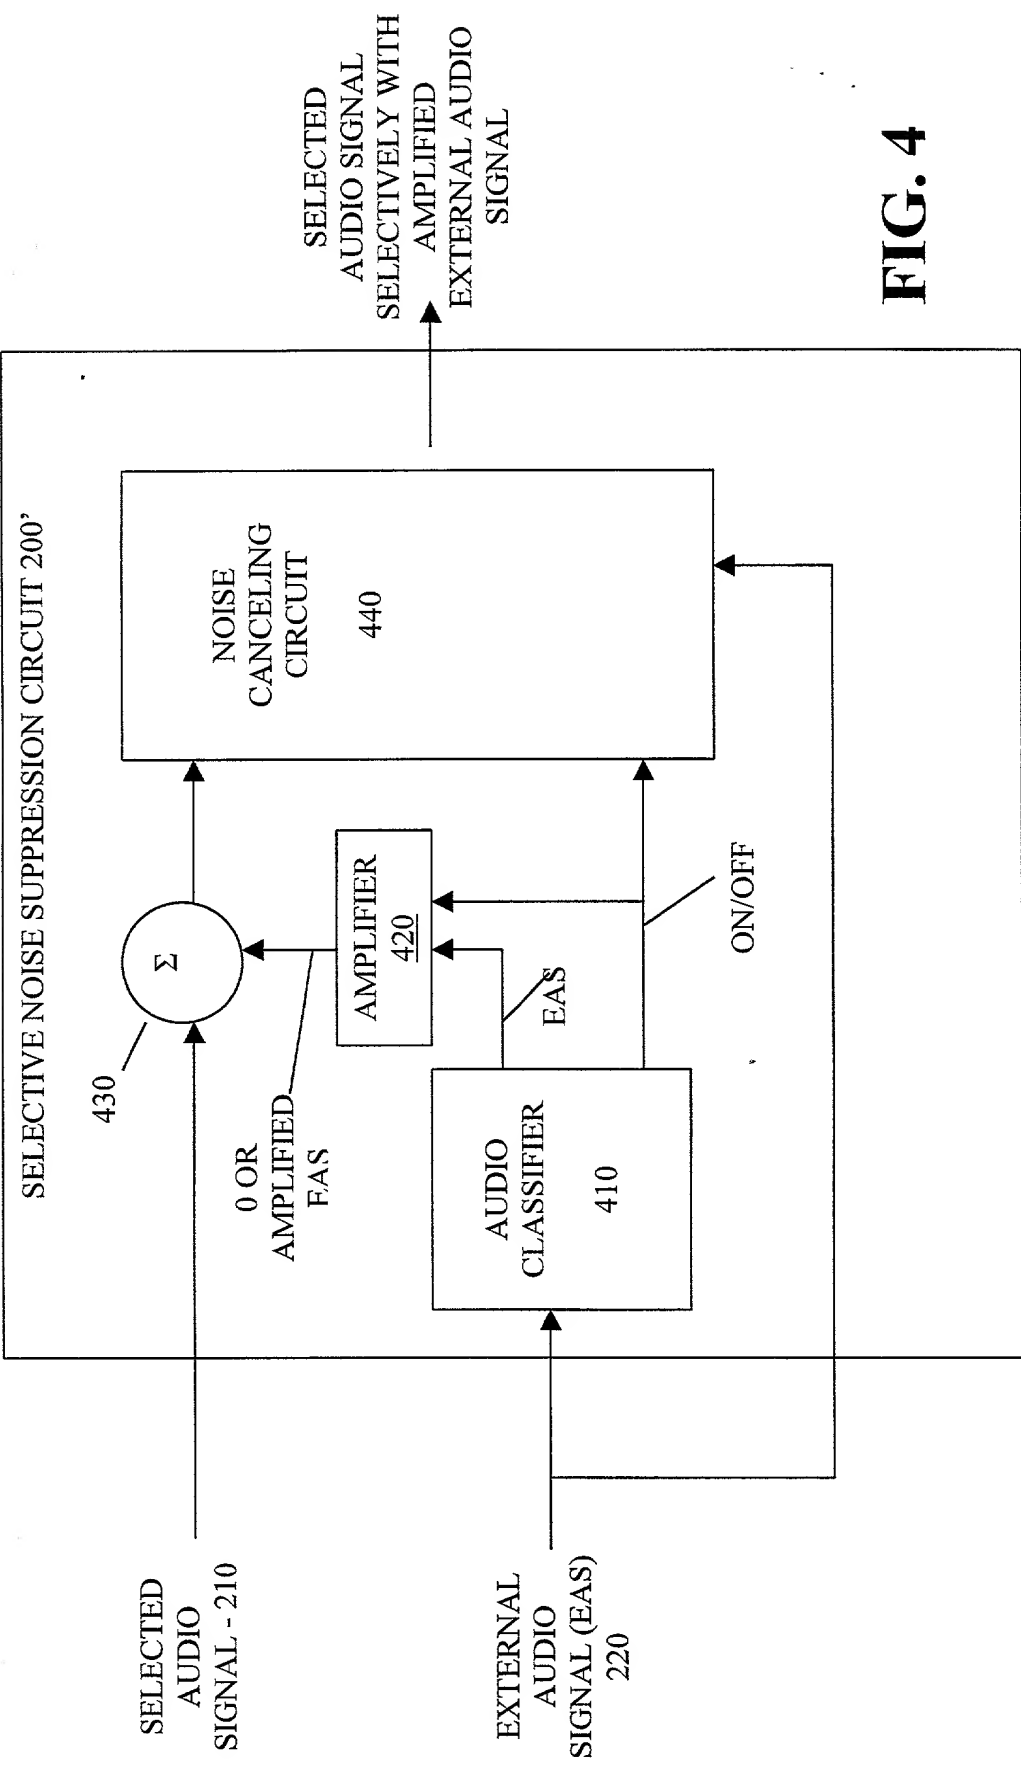 SELECTIVE NOISE SUPPRESSION CIRCUIT 200’
SELECTED
AUDIO
SIGNAL - 210
430
Σ
0 OR
AMPLIFIED
EAS
AMPLIFIER
420
NOISE
CANCELING
CIRCUIT
440
SELECTED
AUDIO SIGNAL
SELECTIVELY WITH
AMPLIFIED
EXTERNAL AUDIO
SIGNAL
EXTERNAL
AUDIO
SIGNAL (EAS)
220
AUDIO
CLASSIFIER
410
EAS
ON/OFF
FIG. 4